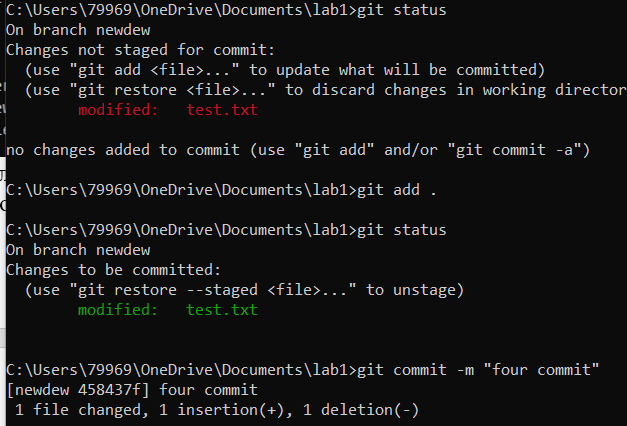 C:\Users\79969\OneDrive\Documents\lab1>git status
On branch newdew
Changes not staged for commit:
  (use "git add <file>..." to update what will be committed)
  (use "git restore <file>..." to discard changes in working director
        modified:   test.txt

no changes added to commit (use "git add" and/or "git commit -a")

C:\Users\79969\OneDrive\Documents\lab1>git add .

C:\Users\79969\OneDrive\Documents\lab1>git status
On branch newdew
Changes to be committed:
  (use "git restore --staged <file>..." to unstage)
        modified:   test.txt


C:\Users\79969\OneDrive\Documents\lab1>git commit -m "four commit"
[newdew 458437f] four commit
 1 file changed, 1 insertion(+), 1 deletion(-)